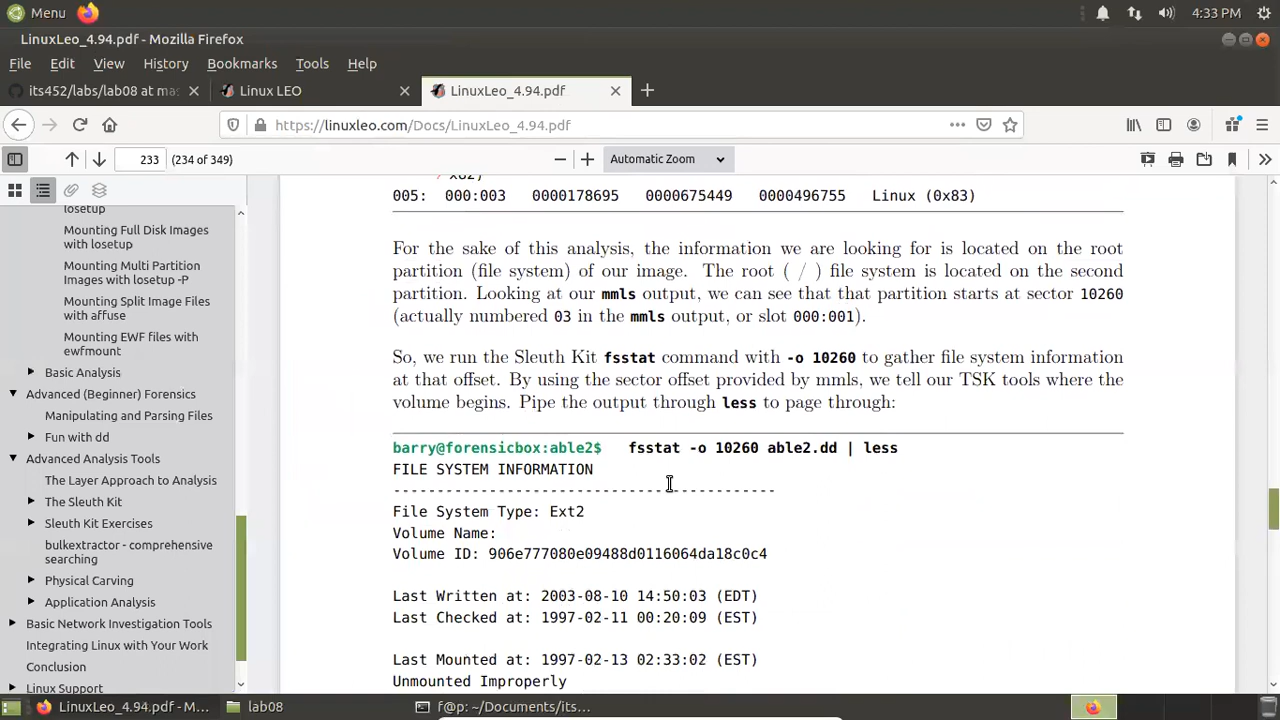 Menu
4:33 PM
LinuxLeo_4.94.pdf - Mozilla Firefox
File Edit View History Bookmarks Tools Help
its452/labs/lab08 at mas
Linux LEO
LinuxLeo_4.94.pdf
https://linuxleo.com/Docs/LinuxLeo_4.94.pdf
233 (234 of 349)
Automatic Zoom
losetup
Mounting Full Disk Images
with losetup
Mounting Multi Partition
Images with losetup -P
Mounting Split Image Files
with affuse
Mounting EWF files with
ewfmount
Basic Analysis
Advanced (Beginner) Forensics
Manipulating and Parsing Files
Fun with dd
Advanced Analysis Tools
The Layer Approach to Analysis
The Sleuth Kit
Sleuth Kit Exercises
bulkextractor - comprehensive
searching
Physical Carving
Application Analysis
Basic Network Investigation Tools
Integrating Linux with Your Work
Conclusion
Linux Support
x82)
005: 000:003 0000178695 0000675449 0000496755 Linux (0x83)
For the sake of this analysis, the information we are looking for is located on the root
partition (file system) of our image. The root ( / ) file system is located on the second
partition. Looking at our mmls output, we can see that that partition starts at sector 10260
(actually numbered 03 in the mmls output, or slot 000:001).
So, we run the Sleuth Kit fsstat command with -o 10260 to gather file system information
at that offset. By using the sector offset provided by mmls, we tell our TSK tools where the
volume begins. Pipe the output through less to page through:
barry@forensicbox:able2$ fsstat -o 10260 able2.dd | less
FILE SYSTEM INFORMATION
--------------------------------------------
File System Type: Ext2
Volume Name:
Volume ID: 906e777080e09488d0116064da18c0c4
Last Written at: 2003-08-10 14:50:03 (EDT)
Last Checked at: 1997-02-11 00:20:09 (EST)
Last Mounted at: 1997-02-13 02:33:02 (EST)
Unmounted Improperly
LinuxLeo_4.94.pdf - M...
lab08
f@p: ~/Documents/its...